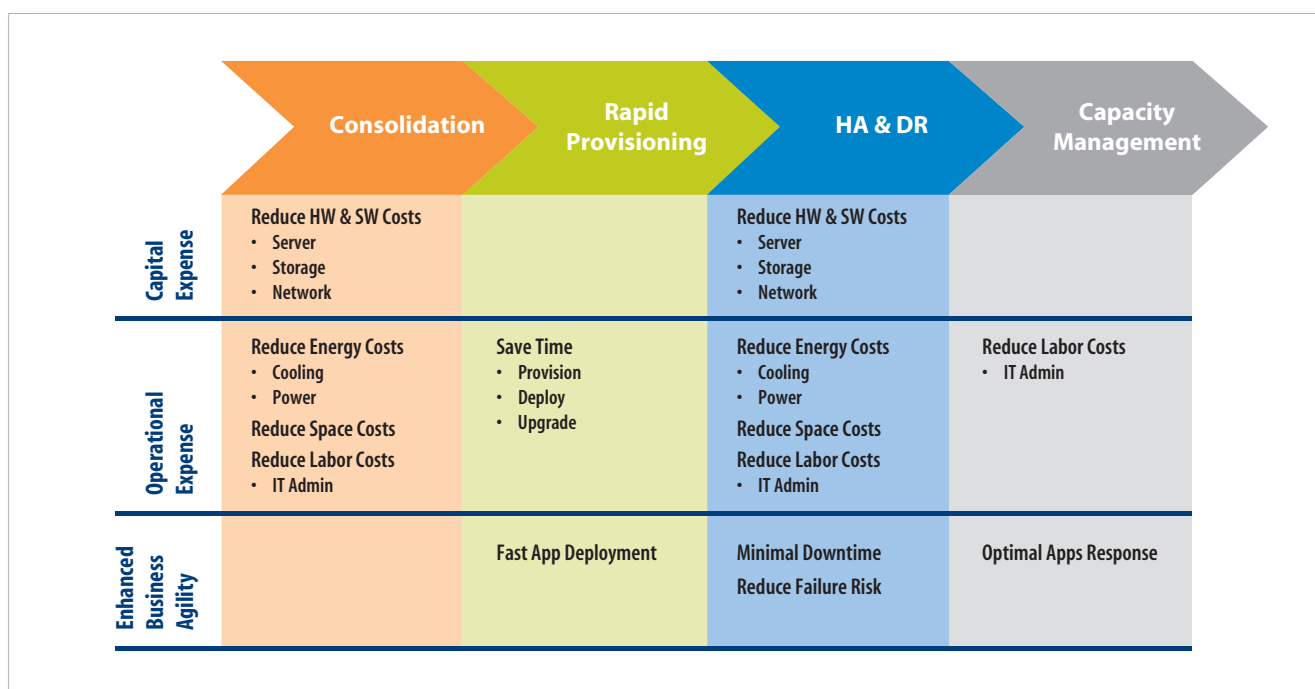 Consolidation
Rapid
Provisioning
HA & DR
Capacity
Management
Capital
Expense
Reduce HW & SW Costs
• Server
• Storage
• Network
Reduce HW & SW Costs
• Server
• Storage
• Network
Operational
Expense
Reduce Energy Costs
• Cooling
• Power
Reduce Space Costs
Reduce Labor Costs
• IT Admin
Save Time
• Provision
• Deploy
• Upgrade
Reduce Energy Costs
• Cooling
• Power
Reduce Space Costs
Reduce Labor Costs
• IT Admin
Reduce Labor Costs
• IT Admin
Enhanced
Business
Agility
Fast App Deployment
Minimal Downtime
Reduce Failure Risk
Optimal Apps Response